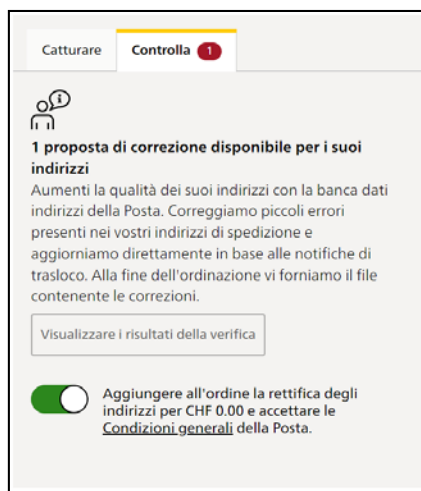 Catturare Controlla 1
1 proposta di correzione disponibile per i suoi
indirizzi
Aumenti la qualità dei suoi indirizzi con la banca dati
indirizzi della Posta. Correggiamo piccoli errori
presenti nei vostri indirizzi di spedizione e
aggiorniamo direttamente in base alle notifiche di
trasloco. Alla fine dell'ordinazione vi forniamo il file
contenente le correzioni.
Visualizzare i risultati della verifica
Aggiungere all'ordine la rettifica degli
indirizzi per CHF 0.00 e accettare le
Condizioni generali della Posta.